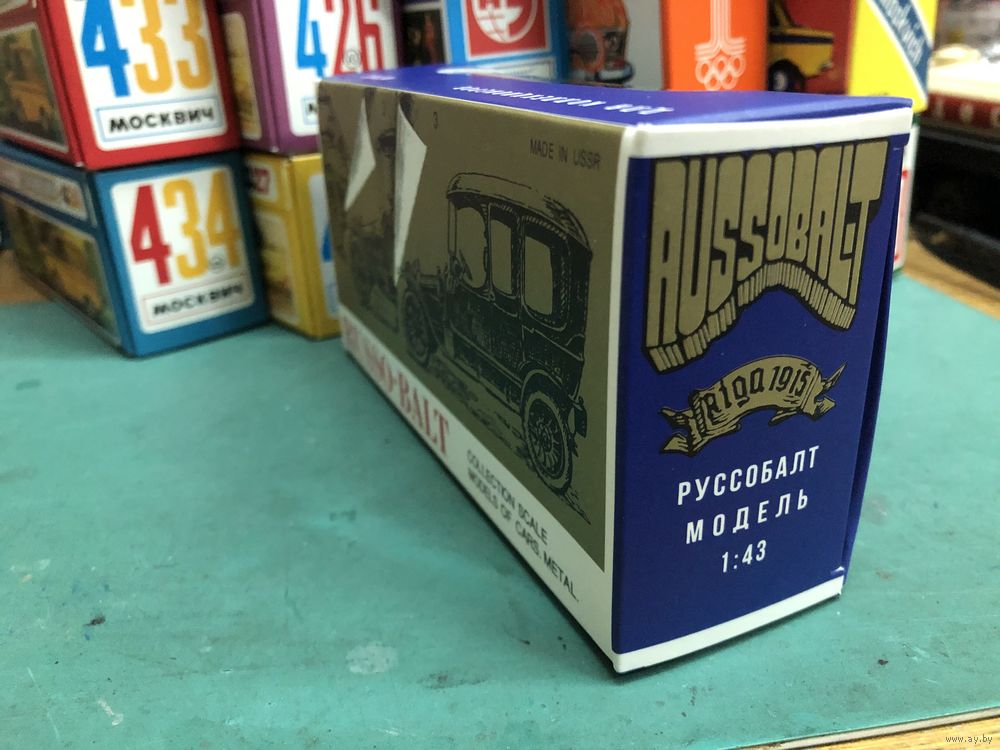 433
МОСКВИЧ
426
434
МОСКВИЧ
MADE IN USSR
RUSSO-BALT
COLLECTION SCALE
MODELS OF CARS. METAL.
RUSSOBALT
Riga 1915
РУССОБАЛТ
МОДЕЛЬ
1:43
www.ay.by